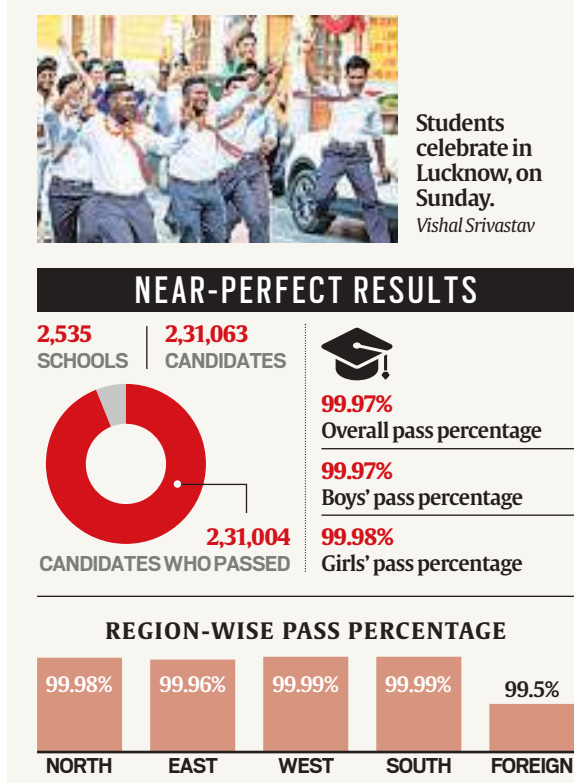 Students
celebrate in
Lucknow, on
Sunday.
Vishal Srivastav
NEAR-PERFECT RESULTS
2,535
SCHOOLS
2,31,063
CANDIDATES
2,31,004
CANDIDATES WHO PASSED
99.97%
Overall pass percentage
99.97%
Boys' pass percentage
99.98%
Girls' pass percentage
REGION-WISE PASS PERCENTAGE
99.98% 99.96% 99.99% 99.99% 99.5%
NORTH EAST WEST SOUTH FOREIGN